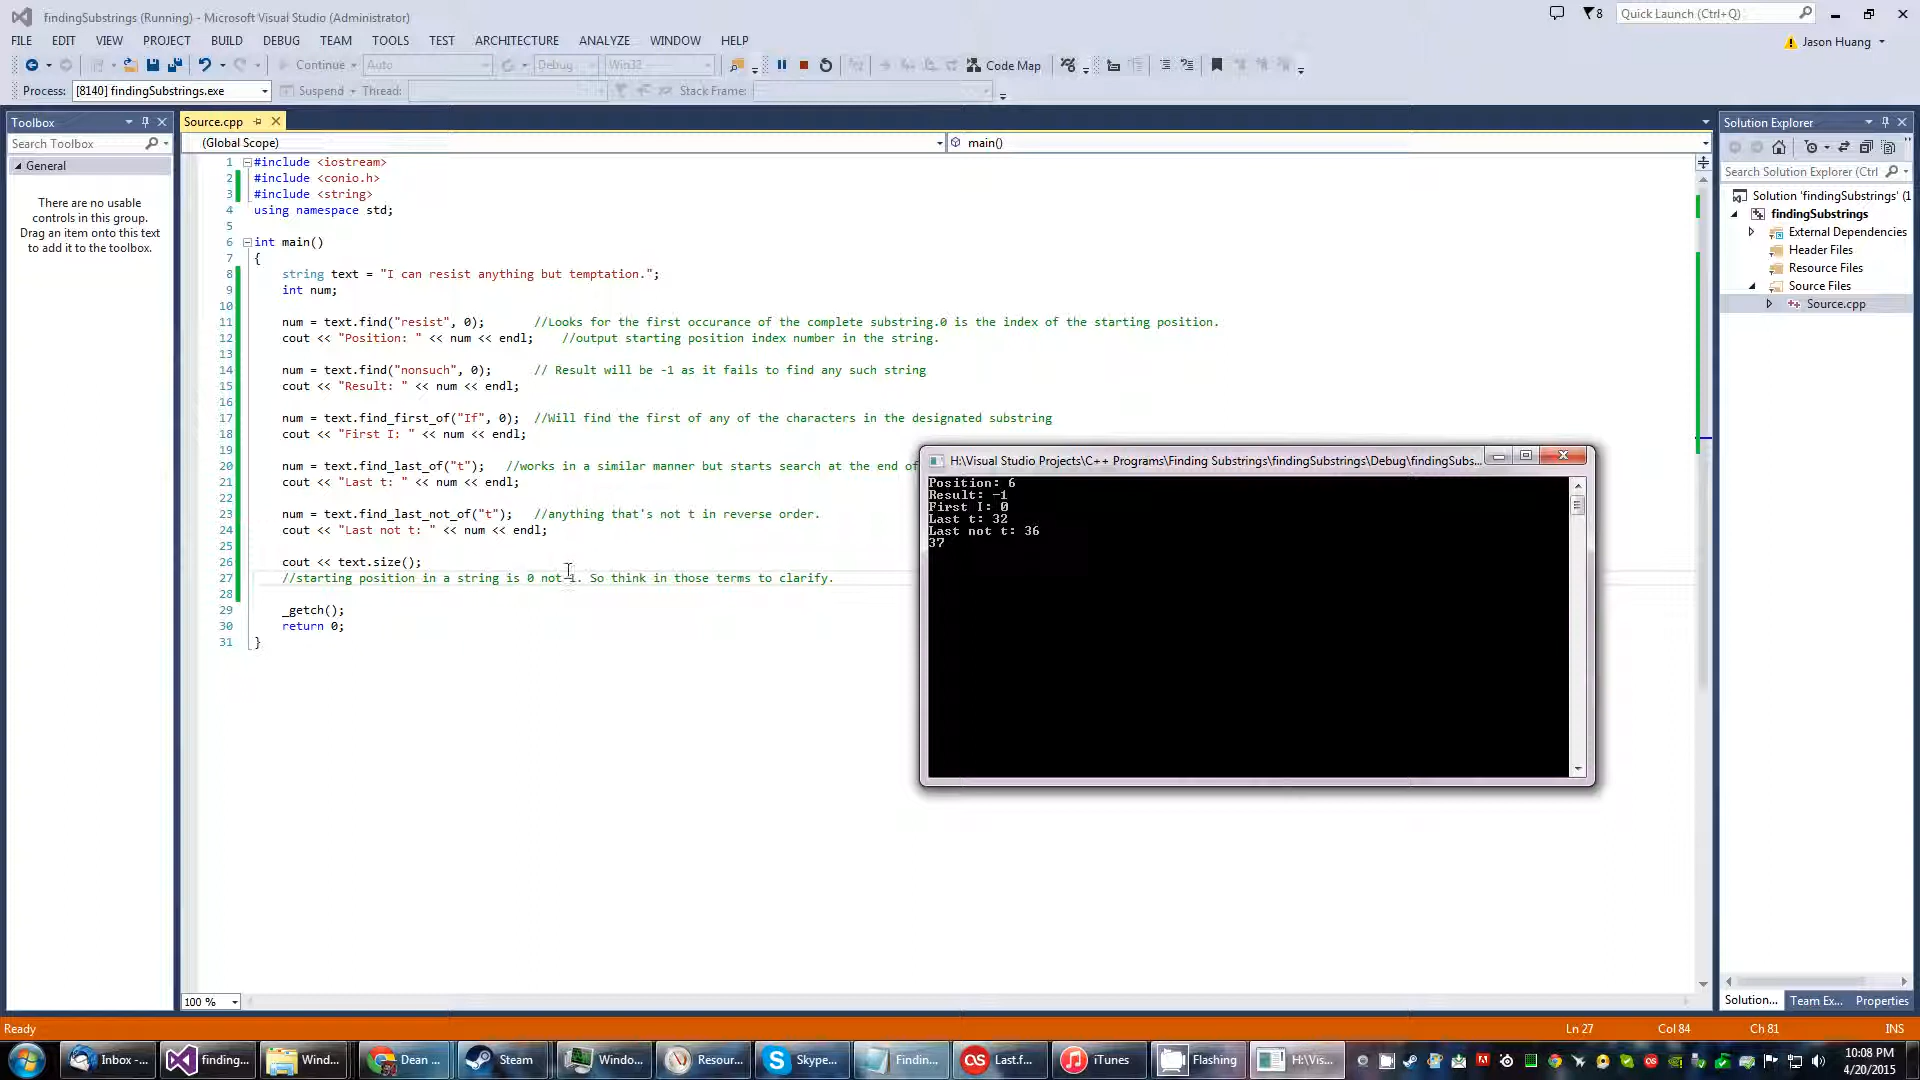 findingSubstrings (Running) - Microsoft Visual Studio (Administrator)
8
Quick Launch (Ctrl+Q)
FILE EDIT VIEW PROJECT BUILD DEBUG TEAM TOOLS TEST ARCHITECTURE ANALYZE WINDOW HELP
Jason Huang
Continue Auto Debug Win32 Code Map
Process: [8140] findingSubstrings.exe Suspend Thread: Stack Frame:
Toolbox
Search Toolbox
General
There are no usable
controls in this group.
Drag an item onto this text
to add it to the toolbox.
Source.cpp
(Global Scope) main()
1 #include <iostream>
2 #include <conio.h>
3 #include <string>
4 using namespace std;
5
6 int main()
7 {
8 string text = "I can resist anything but temptation.";
9 int num;
10
11 num = text.find("resist", 0); //Looks for the first occurance of the complete substring.0 is the index of the starting position.
12 cout << "Position: " << num << endl; //output starting position index number in the string.
13
14 num = text.find("nonsuch", 0); // Result will be -1 as it fails to find any such string
15 cout << "Result: " << num << endl;
16
17 num = text.find_first_of("If", 0); //Will find the first of any of the characters in the designated substring
18 cout << "First I: " << num << endl;
19
20 num = text.find_last_of("t"); //works in a similar manner but starts search at the end of
21 cout << "Last t: " << num << endl;
22
23 num = text.find_last_not_of("t"); //anything that's not t in reverse order.
24 cout << "Last not t: " << num << endl;
25
26 cout << text.size();
27 //starting position in a string is 0 not 1. So think in those terms to clarify.
28
29 _getch();
30 return 0;
31 }
H:\Visual Studio Projects\C++ Programs\Finding Substrings\findingSubstrings\Debug\findingSubs...
Position: 6
Result: -1
First I: 0
Last t: 32
Last not t: 36
37
Solution Explorer
Search Solution Explorer (Ctrl
Solution 'findingSubstrings' (1
findingSubstrings
External Dependencies
Header Files
Resource Files
Source Files
Source.cpp
100 %
Solution... Team Ex... Properties
Ready Ln 27 Col 84 Ch 81 INS
Inbox -... finding... Wind... Dean ... Steam Windo... Resour... Skype... Findin... Last.f... iTunes Flashing H:\Vis...
10:08 PM
4/20/2015